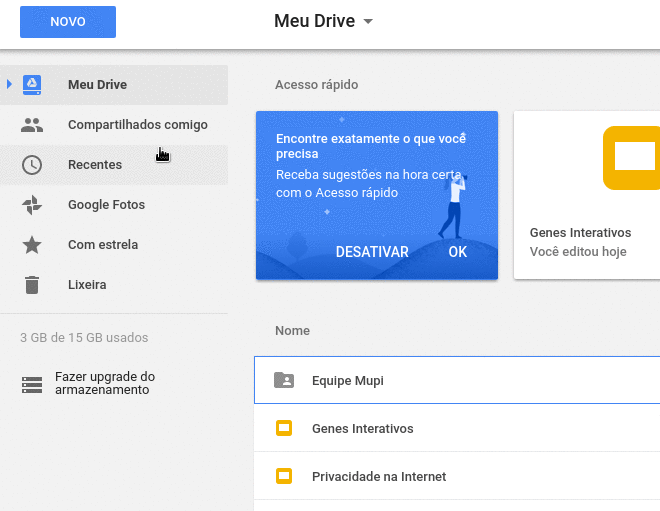 NOVO
Meu Drive
Meu Drive
Compartilhados comigo
Recentes
Google Fotos
Com estrela
Lixeira
3 GB de 15 GB usados
Fazer upgrade do
armazenamento
Acesso rápido
Encontre exatamente o que você
precisa
Receba sugestões na hora certa
com o Acesso rápido
DESATIVAR OK
Genes Interativos
Você editou hoje
Nome
Equipe Mupi
Genes Interativos
Privacidade na Internet